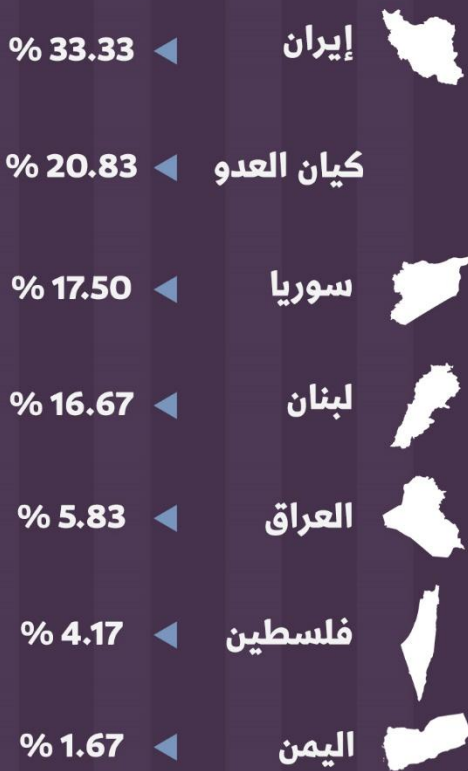 إيران % 33.33
كيان العدو % 20.83
سوريا % 17.50
لبنان % 16.67
العراق % 5.83
فلسطين % 4.17
اليمن % 1.67